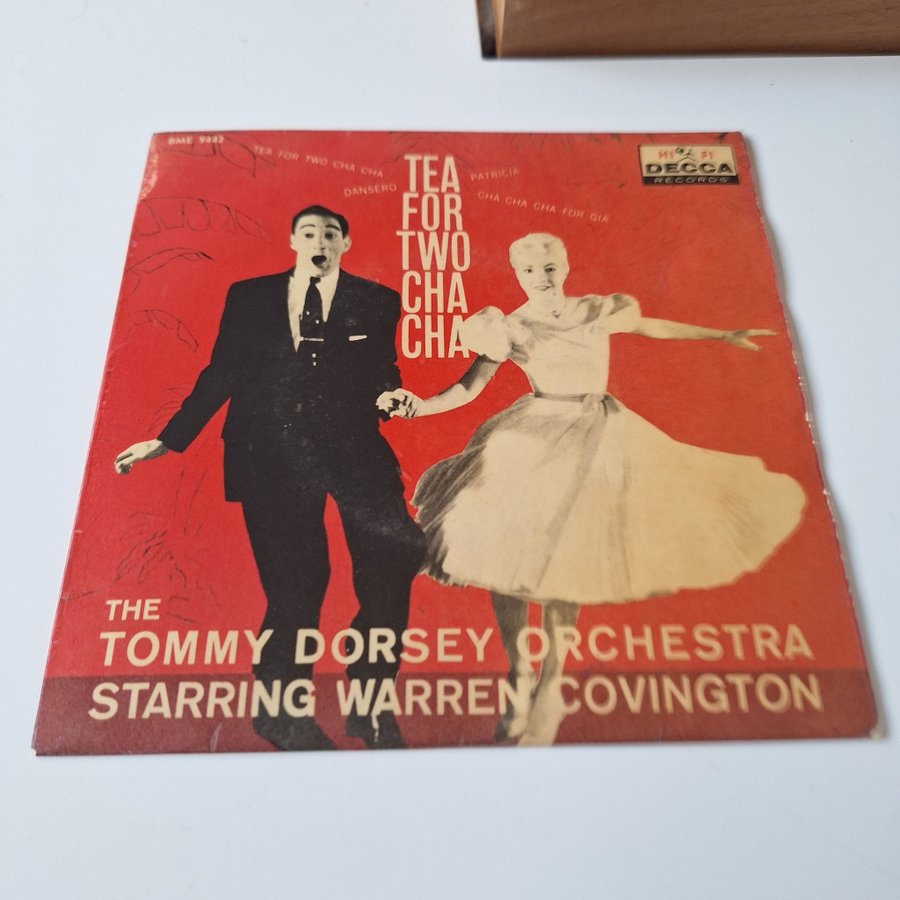 BME 9252
TEA FOR TWO CHA CHA
DANSERO
PATRICIA
CHA CHA CHA FOR GIA
TEA
FOR
TWO
CHA
CHA
HI FI
DECCA
RECORDS
THE
TOMMY DORSEY ORCHESTRA
STARRING WARREN COVINGTON